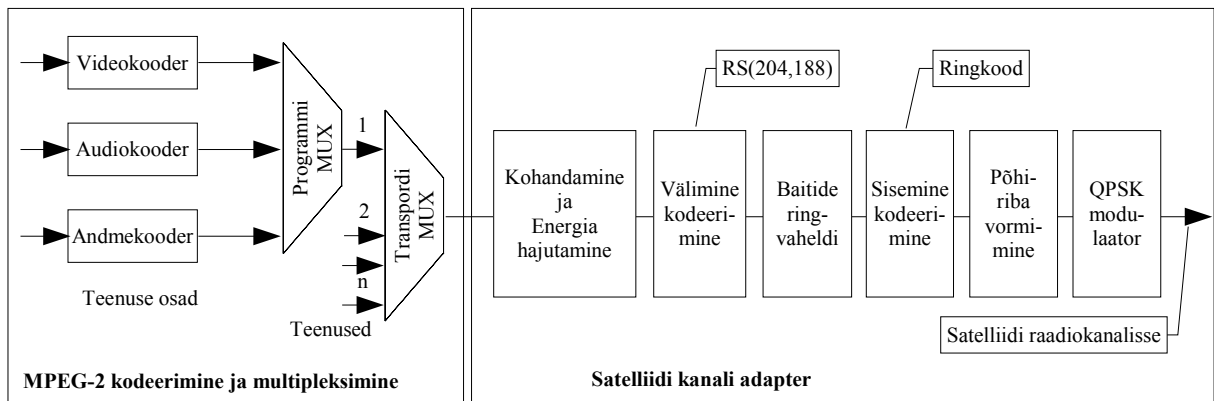 Videokooder
Audiokooder
Andmekooder
Teenuse osad
Programmi
MUX
1
2
n
Teenused
Transpordi
MUX
MPEG-2 kodeerimine ja multipleksimine
RS(204,188)
Ringkood
Kohandamine
ja
Energia
hajutamine
Välimine
kodeeri-
mine
Baitide
ring-
vaheldi
Sisemine
kodeeri-
mine
Põhi-
riba
vormi-
mine
QPSK
modu-
laator
Satelliidi raadiokanalisse
Satelliidi kanali adapter